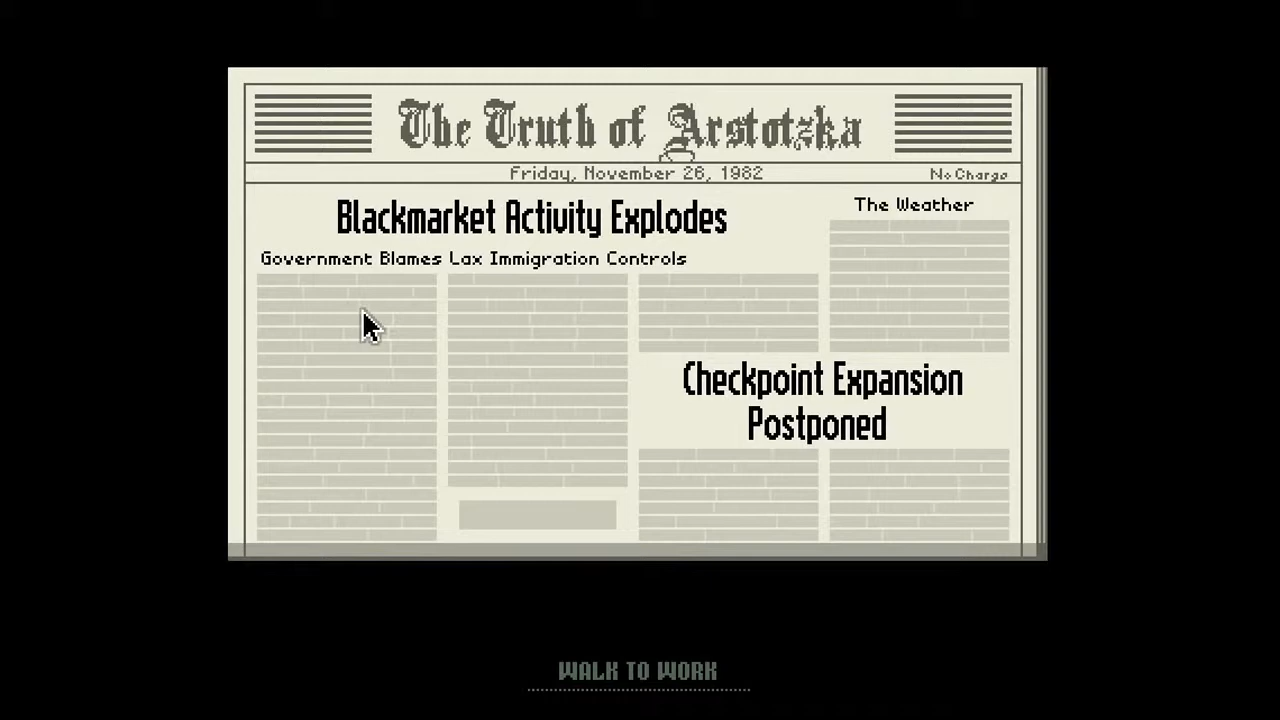 The Truth of Arstotzka
Friday, November 26, 1982
No Charge
Blackmarket Activity Explodes
Government Blames Lax Immigration Controls
The Weather
Checkpoint Expansion
Postponed
WALK TO WORK